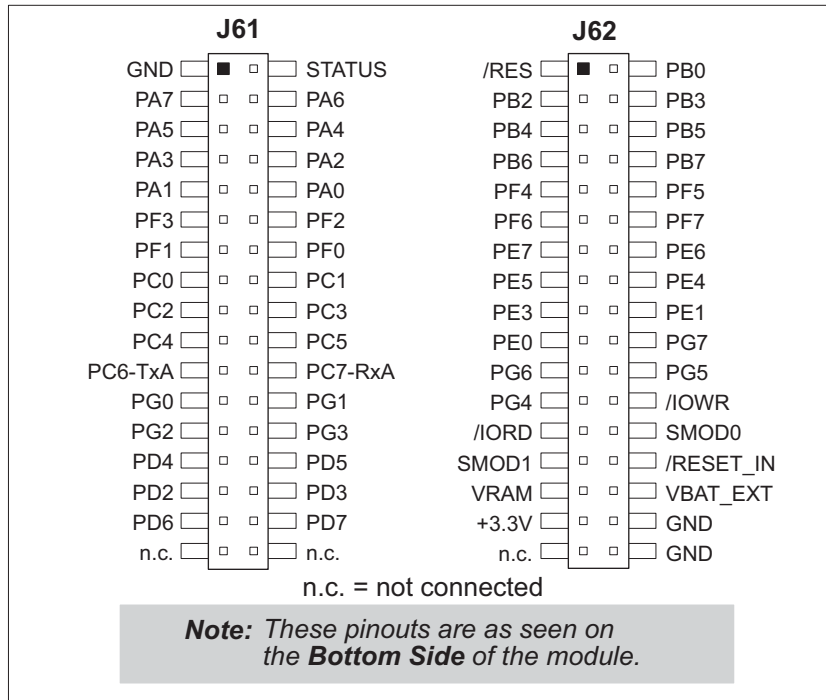 J61 J62
GND STATUS /RES PB0
PA7 PA6 PB2 PB3
PA5 PA4 PB4 PB5
PA3 PA2 PB6 PB7
PA1 PA0 PF4 PF5
PF3 PF2 PF6 PF7
PF1 PF0 PE7 PE6
PC0 PC1 PE5 PE4
PC2 PC3 PE3 PE1
PC4 PC5 PE0 PG7
PC6-TxA PC7-RxA PG6 PG5
PG0 PG1 PG4 /IOWR
PG2 PG3 /IORD SMOD0
PD4 PD5 SMOD1 /RESET_IN
PD2 PD3 VRAM VBAT_EXT
PD6 PD7 +3.3V GND
n.c. n.c. n.c. GND
n.c. = not connected
Note: These pinouts are as seen on
the Bottom Side of the module.